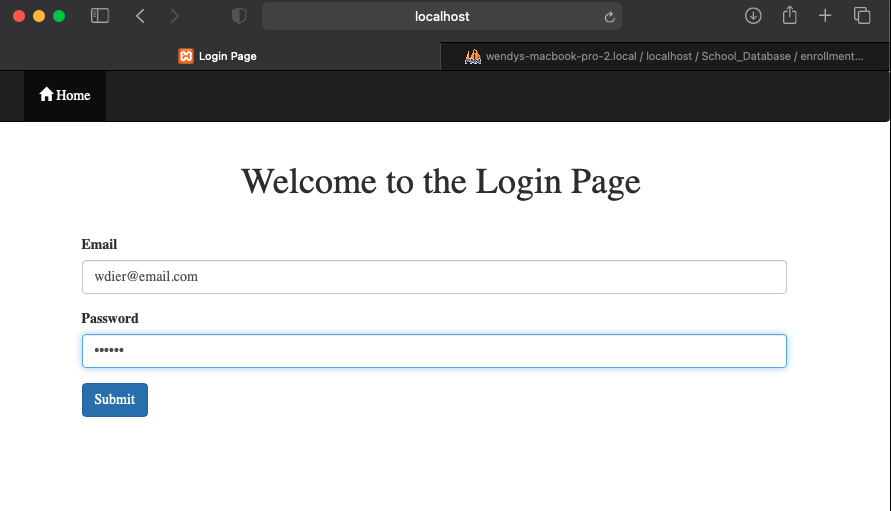 localhost
Login Page
wendys-macbook-pro-2.local / localhost / School_Database / enrollment...
Home
Welcome to the Login Page
Email
wdier@email.com
Password
••••••
Submit